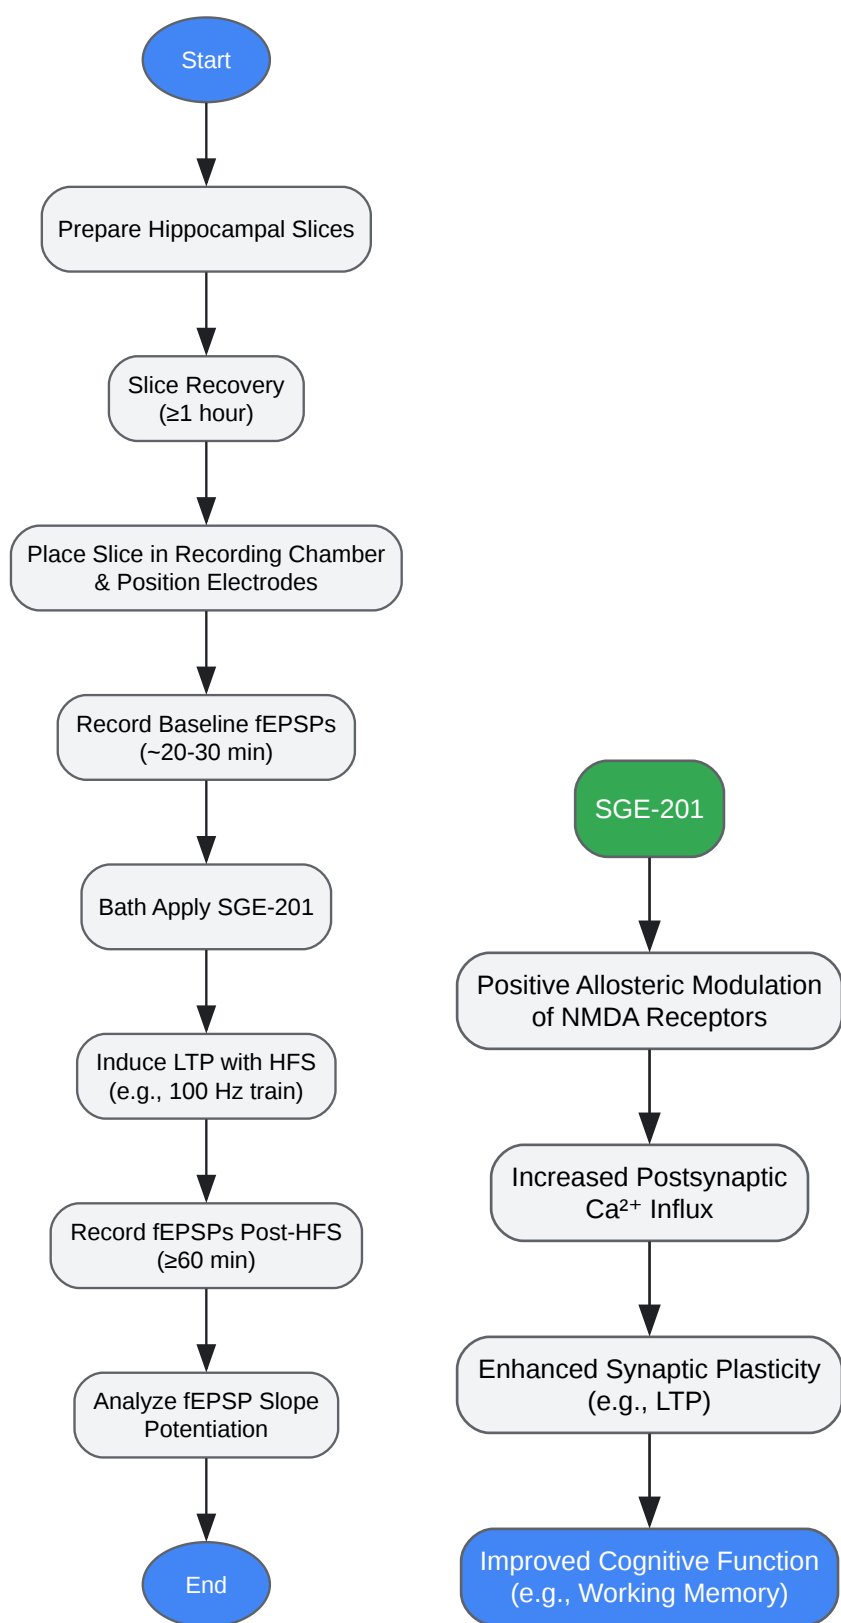 Start
Prepare Hippocampal Slices
Slice Recovery
(≥1 hour)
Place Slice in Recording Chamber
& Position Electrodes
Record Baseline fEPSPs
(~20-30 min)
Bath Apply SGE-201
Induce LTP with HFS
(e.g., 100 Hz train)
Record fEPSPs Post-HFS
(≥60 min)
Analyze fEPSP Slope
Potentiation
End
SGE-201
Positive Allosteric Modulation
of NMDA Receptors
Increased Postsynaptic
Ca²⁺ Influx
Enhanced Synaptic Plasticity
(e.g., LTP)
Improved Cognitive Function
(e.g., Working Memory)